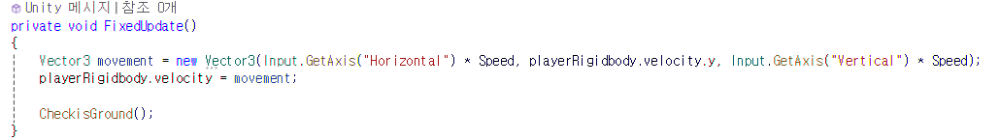 Unity 메시지 | 참조 0개
private void FixedUpdate()
{
Vector3 movement = new Vector3(Input.GetAxis("Horizontal") * Speed, playerRigidbody.velocity.y, Input.GetAxis("Vertical") * Speed);
playerRigidbody.velocity = movement;
CheckisGround();
}